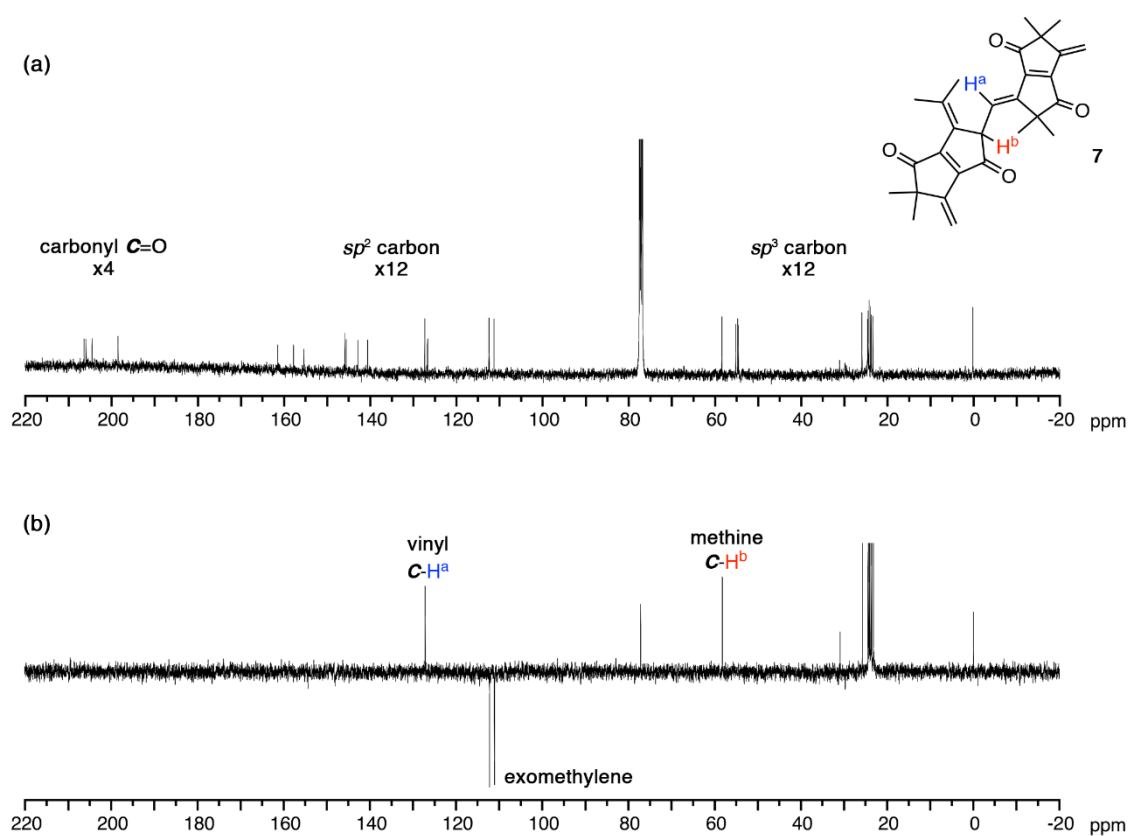 (a)
O
Hᵃ
O
Hᵇ
O
O
7
carbonyl C=O
x4
sp² carbon
x12
sp³ carbon
x12
220 200 180 160 140 120 100 80 60 40 20 0 -20 ppm
(b)
vinyl
C-Hᵃ
methine
C-Hᵇ
exomethylene
220 200 180 160 140 120 100 80 60 40 20 0 -20 ppm